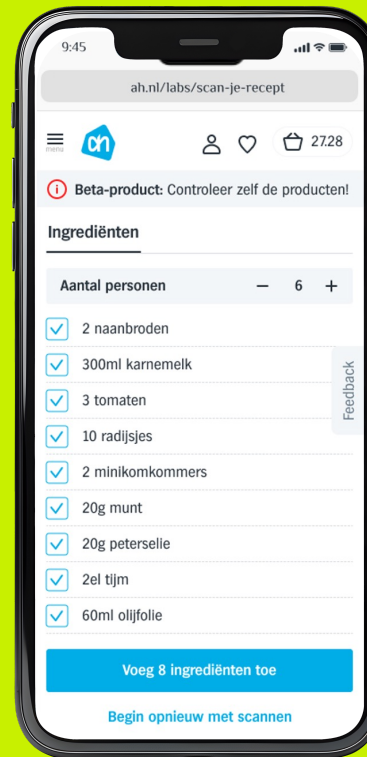 9:45
ah.nl/labs/scan-je-recept
menu
ah
27.28
Beta-product: Controleer zelf de producten!
Ingrediënten
Aantal personen − 6 +
2 naanbroden
300ml karnemelk
3 tomaten
10 radijsjes
2 minikomkommers
20g munt
20g peterselie
2el tijm
60ml olijfolie
Feedback
Voeg 8 ingrediënten toe
Begin opnieuw met scannen